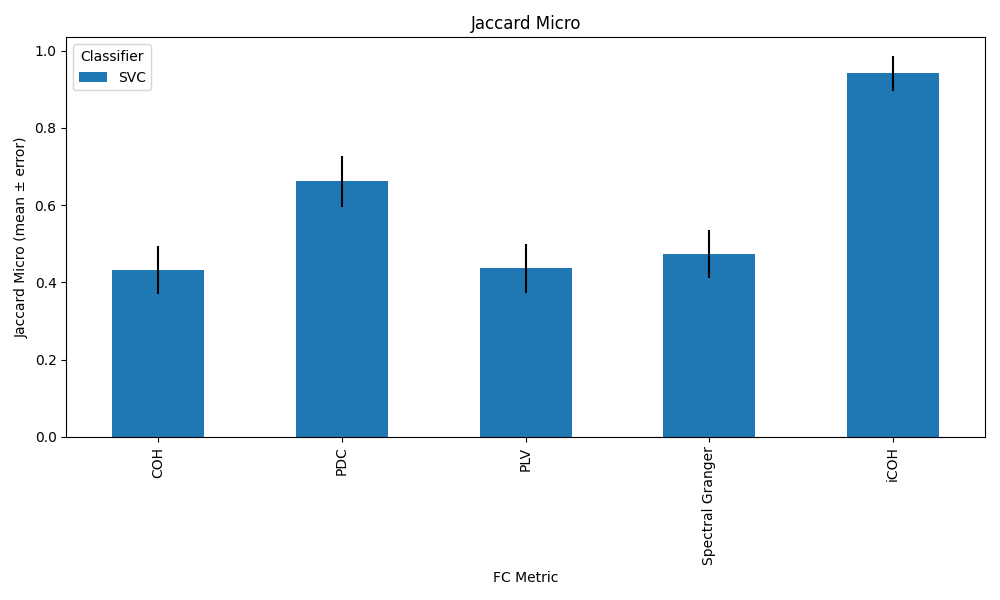 Jaccard Micro
Classifier
SVC
Jaccard Micro (mean ± error)
1.0
0.8
0.6
0.4
0.2
0.0
COH
PDC
PLV
Spectral Granger
iCOH
FC Metric